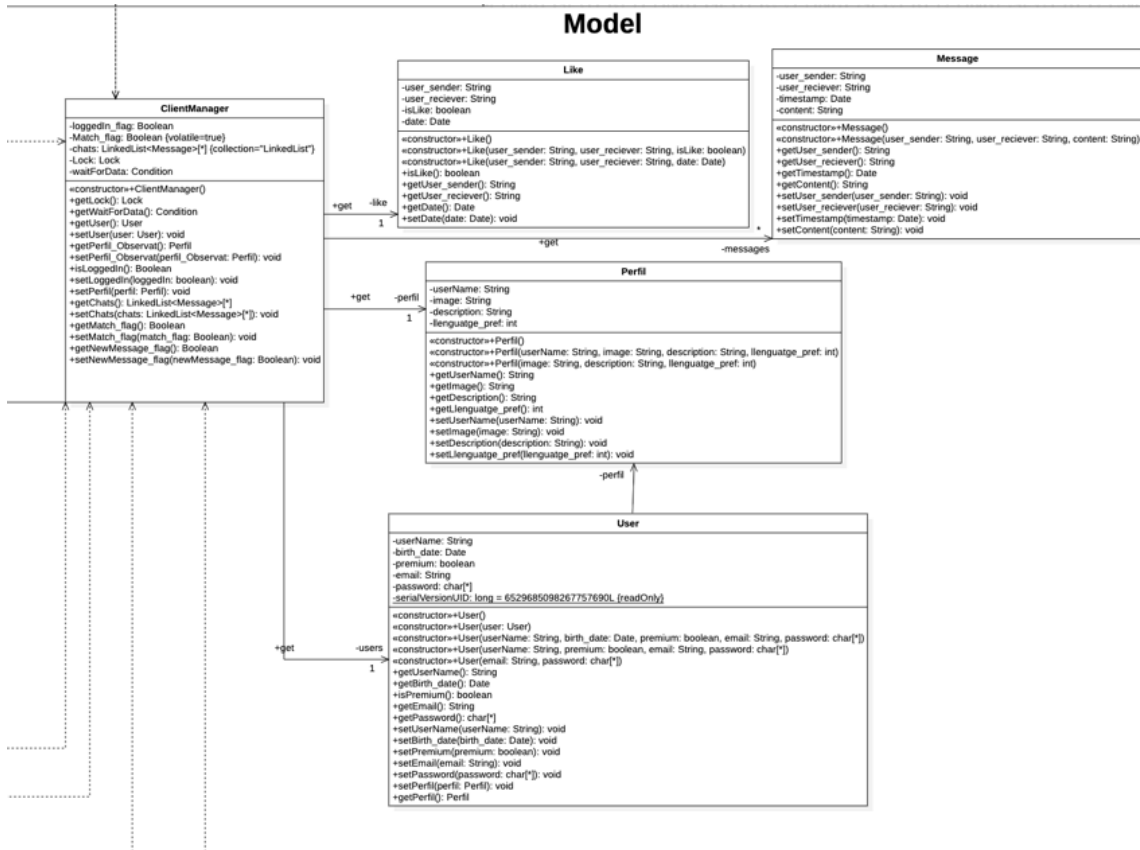 Model
ClientManager
-loggedIn_flag: Boolean
-Match_flag: Boolean {volatile=true}
-chats: LinkedList<Message>[*] {collection="LinkedList"}
-Lock: Lock
-waitForData: Condition
«constructor»+ClientManager()
+getLock(): Lock
+getWaitForData(): Condition
+getUser(): User
+setUser(user: User): void
+getPerfil_Observat(): Perfil
+setPerfil_Observat(perfil_Observat: Perfil): void
+isLoggedIn(): Boolean
+setLoggedIn(loggedIn: boolean): void
+setPerfil(perfil: Perfil): void
+getChats(): LinkedList<Message>[*]
+setChats(chats: LinkedList<Message>[*]): void
+getMatch_flag(): Boolean
+setMatch_flag(match_flag: Boolean): void
+getNewMessage_flag(): Boolean
+setNewMessage_flag(newMessage_flag: Boolean): void
+get
-like
1
Like
-user_sender: String
-user_reciever: String
-isLike: boolean
-date: Date
«constructor»+Like()
«constructor»+Like(user_sender: String, user_reciever: String, isLike: boolean)
«constructor»+Like(user_sender: String, user_reciever: String, date: Date)
+isLike(): boolean
+getUser_sender(): String
+getUser_reciever(): String
+getDate(): Date
+setDate(date: Date): void
Message
-user_sender: String
-user_reciever: String
-timestamp: Date
-content: String
«constructor»+Message()
«constructor»+Message(user_sender: String, user_reciever: String, content: String)
+getUser_sender(): String
+getUser_reciever(): String
+getTimestamp(): Date
+getContent(): String
+setUser_sender(user_sender: String): void
+setUser_reciever(user_reciever: String): void
+setTimestamp(timestamp: Date): void
+setContent(content: String): void
+get
*
-messages
+get
-perfil
1
Perfil
-userName: String
-image: String
-description: String
-llenguatge_pref: int
«constructor»+Perfil()
«constructor»+Perfil(userName: String, image: String, description: String, llenguatge_pref: int)
«constructor»+Perfil(image: String, description: String, llenguatge_pref: int)
+getUserName(): String
+getImage(): String
+getDescription(): String
+getLlenguatge_pref(): int
+setUserName(userName: String): void
+setImage(image: String): void
+setDescription(description: String): void
+setLlenguatge_pref(llenguatge_pref: int): void
-perfil
+get
-users
1
User
-userName: String
-birth_date: Date
-premium: boolean
-email: String
-password: char[*]
-serialVersionUID: long = 6529685098267757690L {readOnly}
«constructor»+User()
«constructor»+User(user: User)
«constructor»+User(userName: String, birth_date: Date, premium: boolean, email: String, password: char[*])
«constructor»+User(userName: String, premium: boolean, email: String, password: char[*])
«constructor»+User(email: String, password: char[*])
+getUserName(): String
+getBirth_date(): Date
+isPremium(): boolean
+getEmail(): String
+getPassword(): char[*]
+setUserName(userName: String): void
+setBirth_date(birth_date: Date): void
+setPremium(premium: boolean): void
+setEmail(email: String): void
+setPassword(password: char[*]): void
+setPerfil(perfil: Perfil): void
+getPerfil(): Perfil